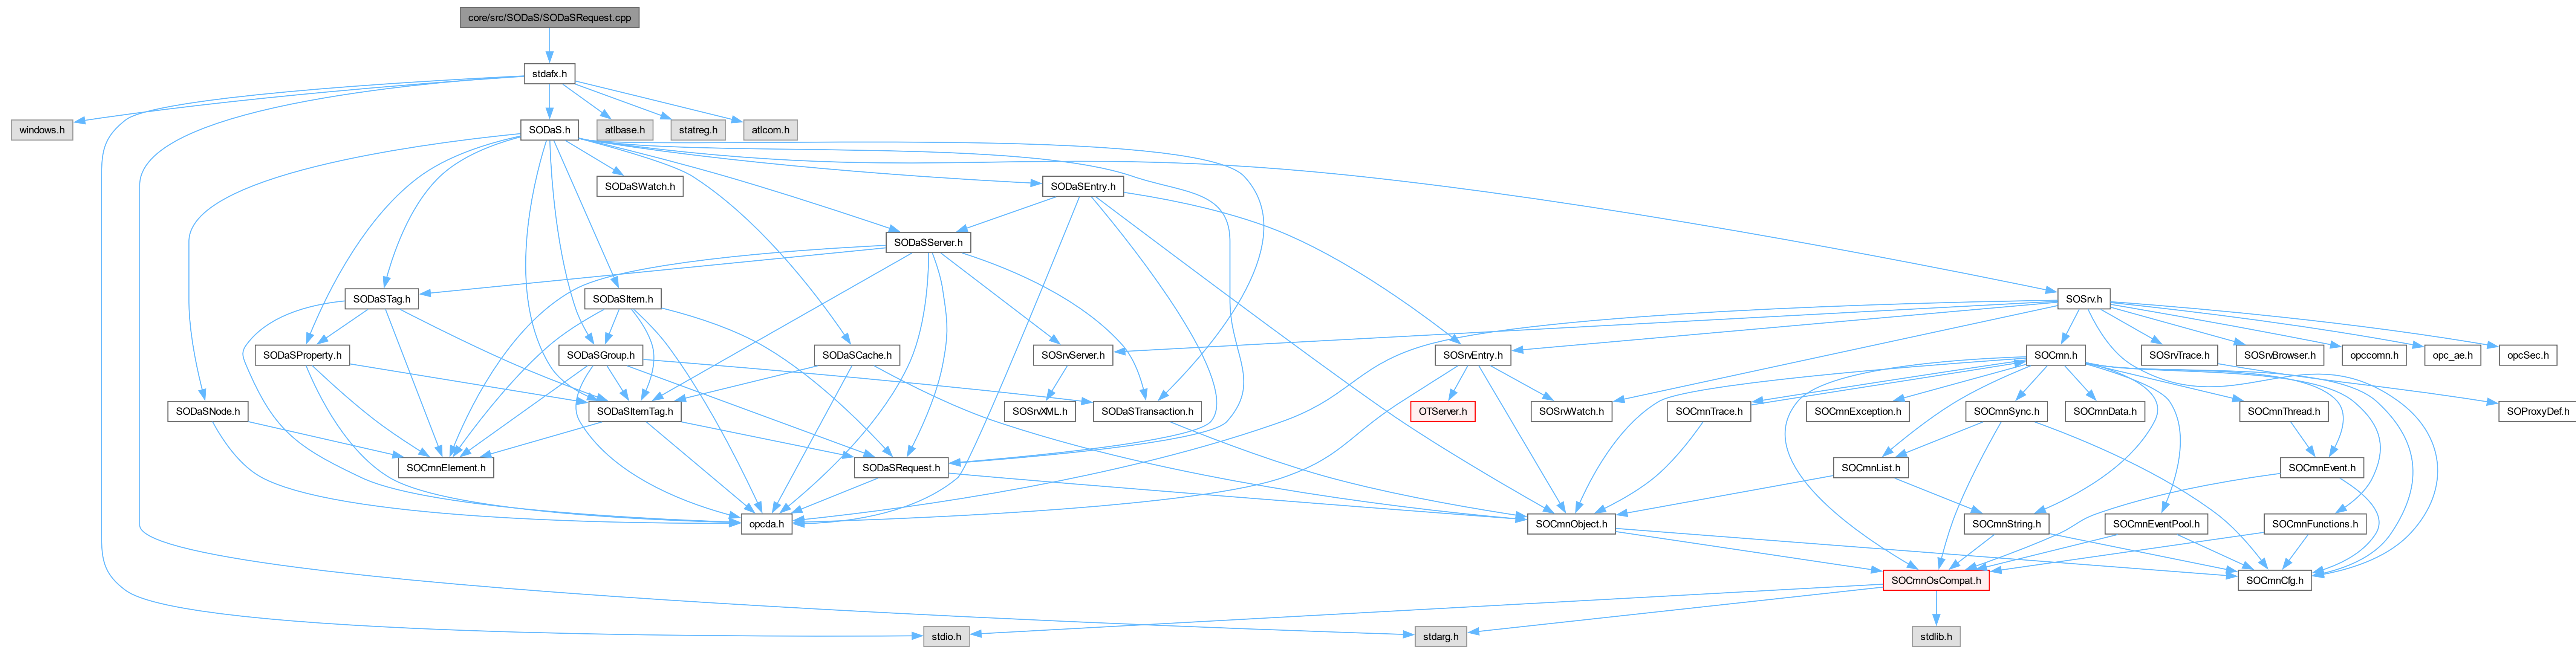 core/src/SODaS/SODaSRequest.cpp
stdafx.h
windows.h
SODaS.h
atlbase.h
statreg.h
atlcom.h
SODaSWatch.h
SODaSEntry.h
SODaSServer.h
SODaSTag.h
SODaSItem.h
SOSrv.h
SODaSProperty.h
SODaSGroup.h
SODaSCache.h
SOSrvServer.h
SOSrvEntry.h
SOCmn.h
SOSrvTrace.h
SOSrvBrowser.h
opccomn.h
opc_ae.h
opcSec.h
SODaSNode.h
SODaSItemTag.h
SOSrvXML.h
SODaSTransaction.h
OTServer.h
SOSrvWatch.h
SOCmnTrace.h
SOCmnException.h
SOCmnSync.h
SOCmnData.h
SOCmnThread.h
SOProxyDef.h
SOCmnElement.h
SODaSRequest.h
SOCmnList.h
SOCmnEvent.h
opcda.h
SOCmnObject.h
SOCmnString.h
SOCmnEventPool.h
SOCmnFunctions.h
SOCmnOsCompat.h
SOCmnCfg.h
stdio.h
stdarg.h
stdlib.h